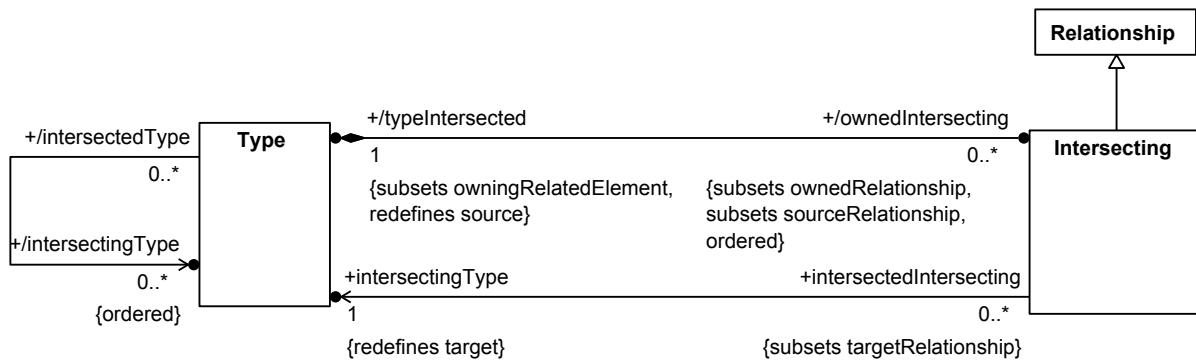 Relationship
+/typeIntersected
+/ownedIntersecting
+/intersectedType
Type
Intersecting
1
0..*
0..*
{subsets owningRelatedElement,
redefines source}
{subsets ownedRelationship,
subsets sourceRelationship,
ordered}
+/intersectingType
+intersectingType
+intersectedIntersecting
0..*
1
0..*
{ordered}
{redefines target}
{subsets targetRelationship}